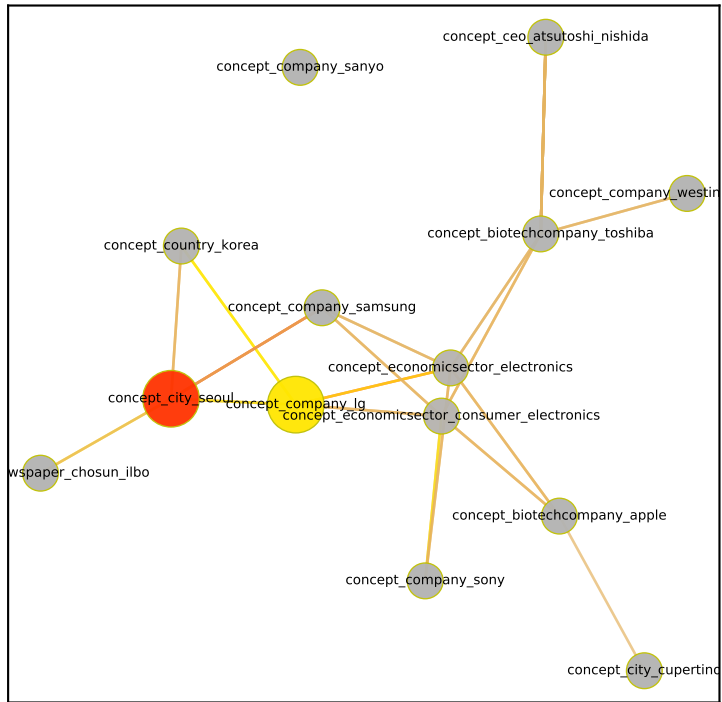 concept_ceo_atsutoshi_nishida
concept_company_sanyo
concept_company_westin
concept_biotechcompany_toshiba
concept_country_korea
concept_company_samsung
concept_economicsector_electronics
concept_city_seoul
concept_company_lg
concept_economicsector_consumer_electronics
wspaper_chosun_ilbo
concept_biotechcompany_apple
concept_company_sony
concept_city_cupertino